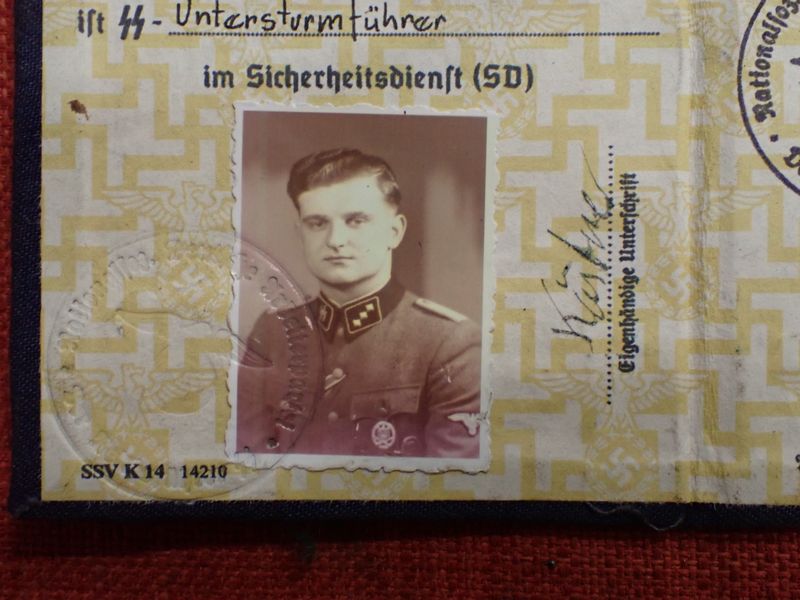 ist SS-Untersturmführer
im Sicherheitsdienst (SD)
Eigenhändige Unterschrift
SSV K 14 14210